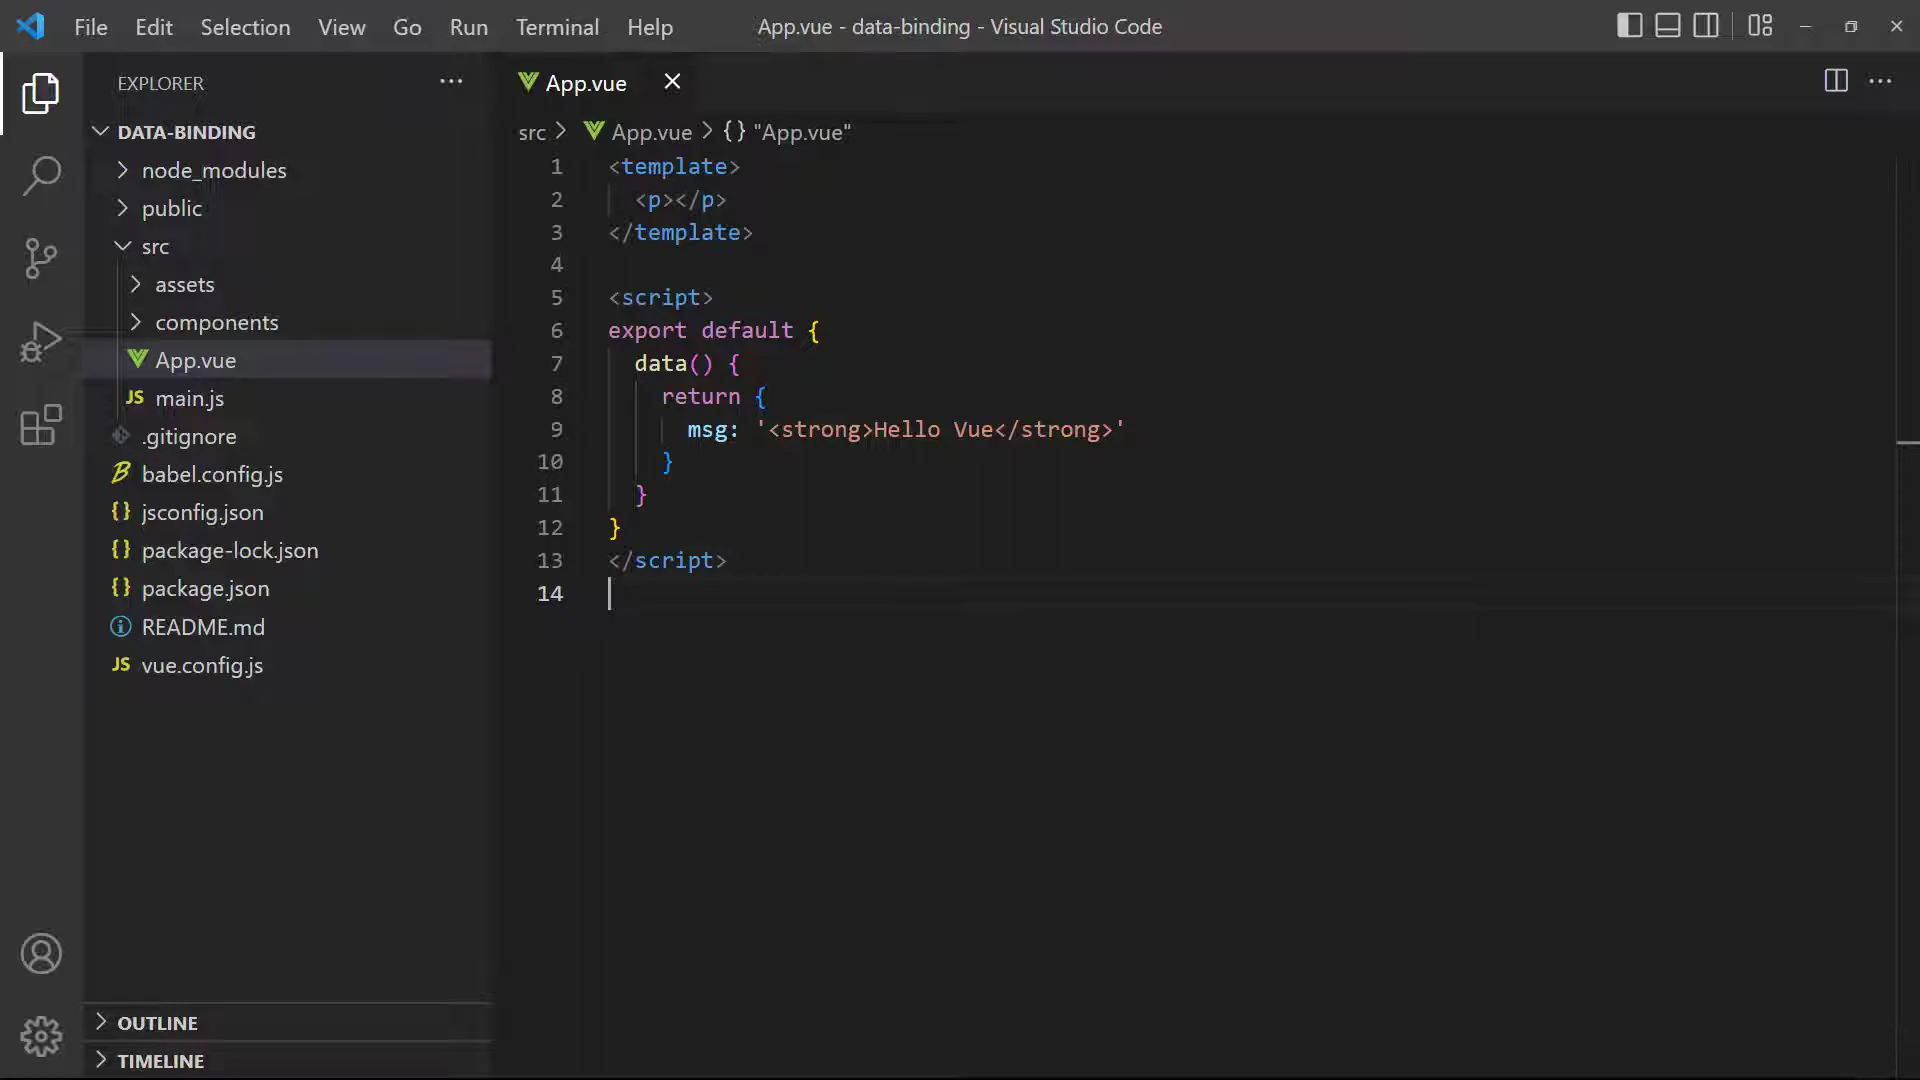 File Edit Selection View Go Run Terminal Help App.vue - data-binding - Visual Studio Code
EXPLORER
DATA-BINDING
node_modules
public
src
assets
components
App.vue
JS main.js
.gitignore
babel.config.js
{} jsconfig.json
{} package-lock.json
{} package.json
README.md
JS vue.config.js
OUTLINE
TIMELINE
App.vue
src > App.vue > {} "App.vue"
1 <template>
2 <p></p>
3 </template>
4
5 <script>
6 export default {
7 data() {
8 return {
9 msg: '<strong>Hello Vue</strong>'
10 }
11 }
12 }
13 </script>
14